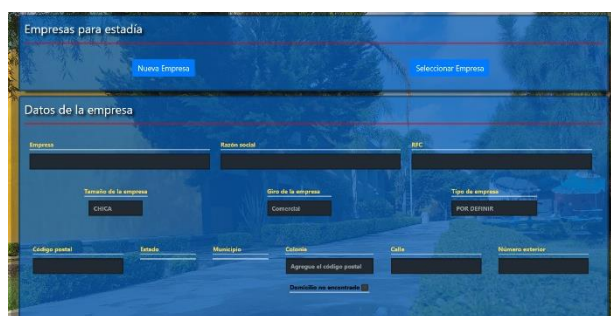 Empresas para estadía
Nueva Empresa Seleccionar Empresa
Datos de la empresa
Empresa Razón social RFC
Tamaño de la empresa Giro de la empresa Tipo de empresa
CHICA Comercial POR DEFINIR
Código postal Estado Municipio Colonia Calle Número exterior
Agregue el código postal
Domicilio no encontrado